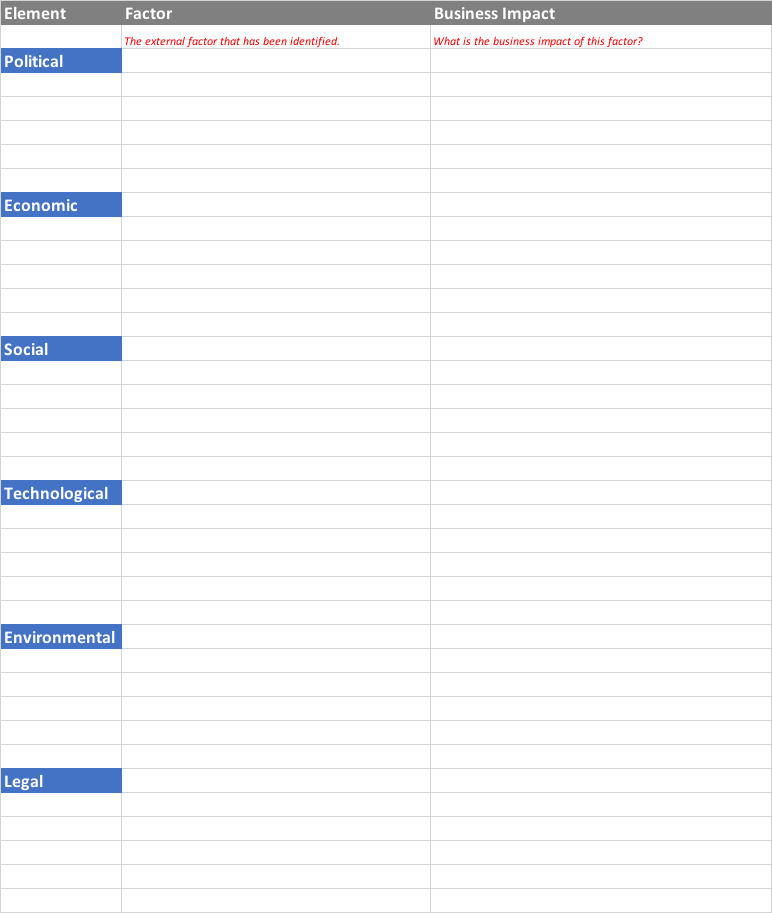 Element Factor Business Impact
The external factor that has been identified. What is the business impact of this factor?
Political
Economic
Social
Technological
Environmental
Legal